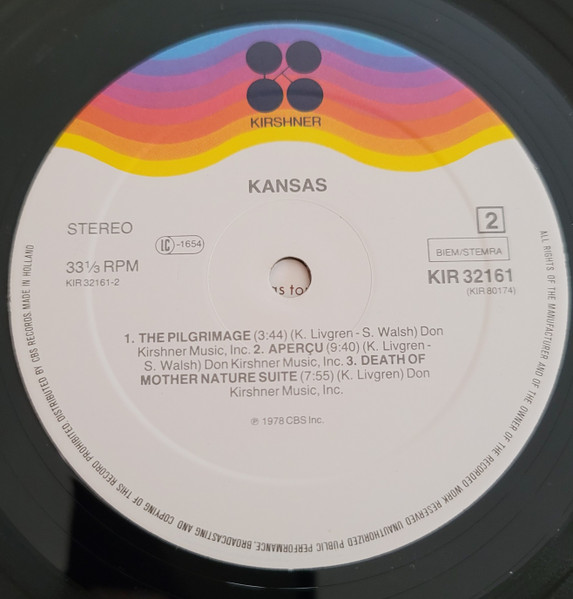 KIRSHNER
KANSAS
STEREO
LC -1654
2
BIEM/STEMRA
33⅓ RPM
KIR 32161-2
KIR 32161
(KIR 80174)
as to
1. THE PILGRIMAGE (3:44) (K. Livgren - S. Walsh) Don
Kirshner Music, Inc. 2. APERÇU (9:40) (K. Livgren -
S. Walsh) Don Kirshner Music, Inc. 3. DEATH OF
MOTHER NATURE SUITE (7:55) (K. Livgren) Don
Kirshner Music, Inc.
℗ 1978 CBS Inc.
ALL RIGHTS OF THE MANUFACTURER AND OF THE OWNER OF THE RECORDED WORK RESERVED UNAUTHORIZED PUBLIC PERFORMANCE, BROADCASTING AND COPYING OF THIS RECORD PROHIBITED DISTRIBUTED BY CBS RECORDS MADE IN HOLLAND